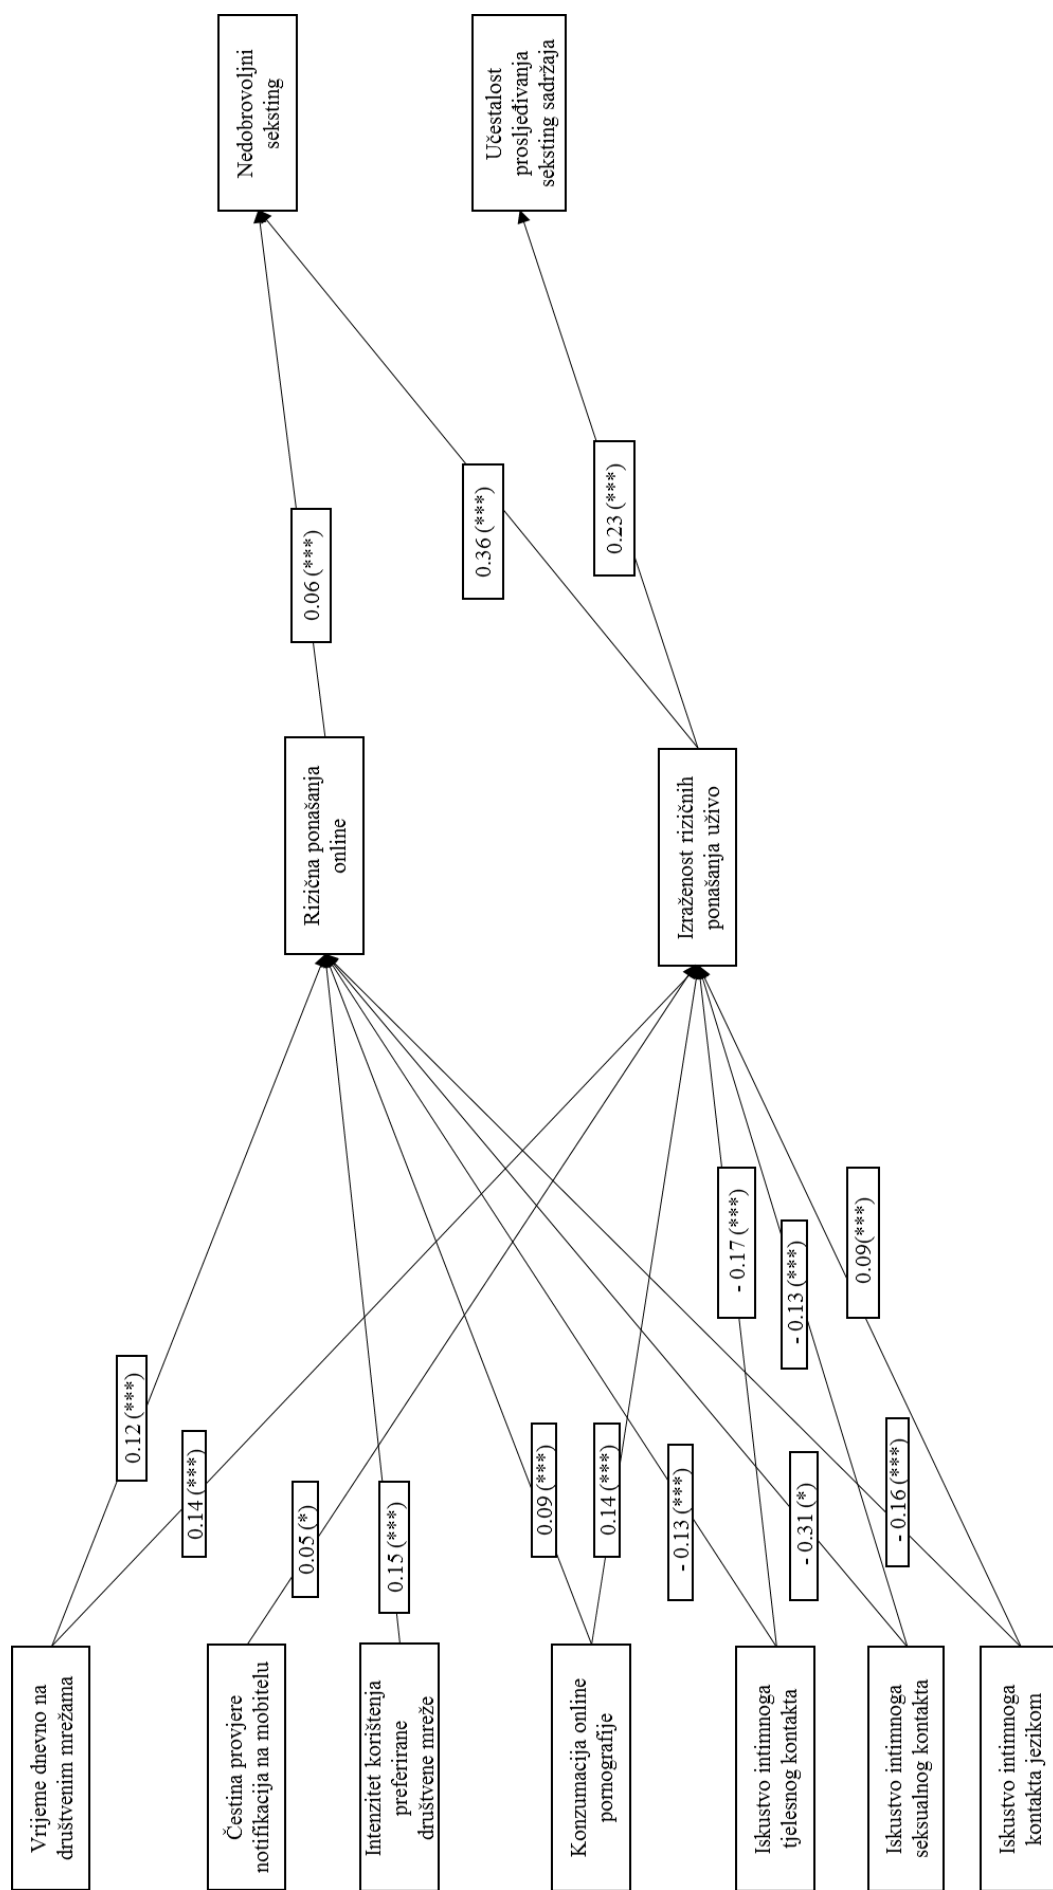 Vrijeme dnevno na
društvenim mrežama
Čestina provjere
notifikacija na mobitelu
Intenzitet korištenja
preferirane
društvene mreže
Konzumacija online
pornografije
Iskustvo intimnoga
tjelesnog kontakta
Iskustvo intimnoga
seksualnog kontakta
Iskustvo intimnoga
kontakta jezikom
0.12 (***)
0.14 (***)
0.05 (*)
0.15 (***)
0.09 (***)
0.14 (***)
- 0.13 (***)
- 0.17 (***)
- 0.31 (*)
- 0.13 (***)
- 0.16 (***)
0.09(***)
Rizična ponašanja
online
Izraženost rizičnih
ponašanja uživo
0.06 (***)
0.36 (***)
0.23 (***)
Nedobrovoljni
seksting
Učestalost
prosljeđivanja
seksting sadržaja